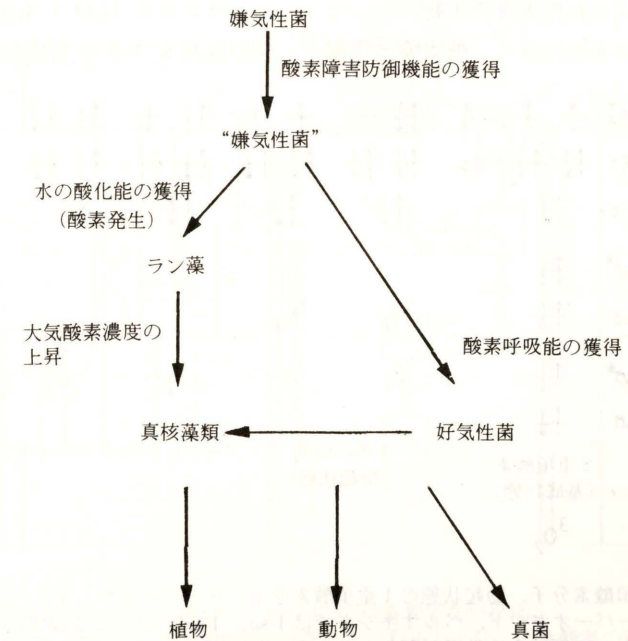 嫌気性菌
酸素障害防御機能の獲得
“嫌気性菌”
水の酸化能の獲得
（酸素発生）
ラン藻
大気酸素濃度の
上昇
酸素呼吸能の獲得
真核藻類
好気性菌
植物
動物
真菌